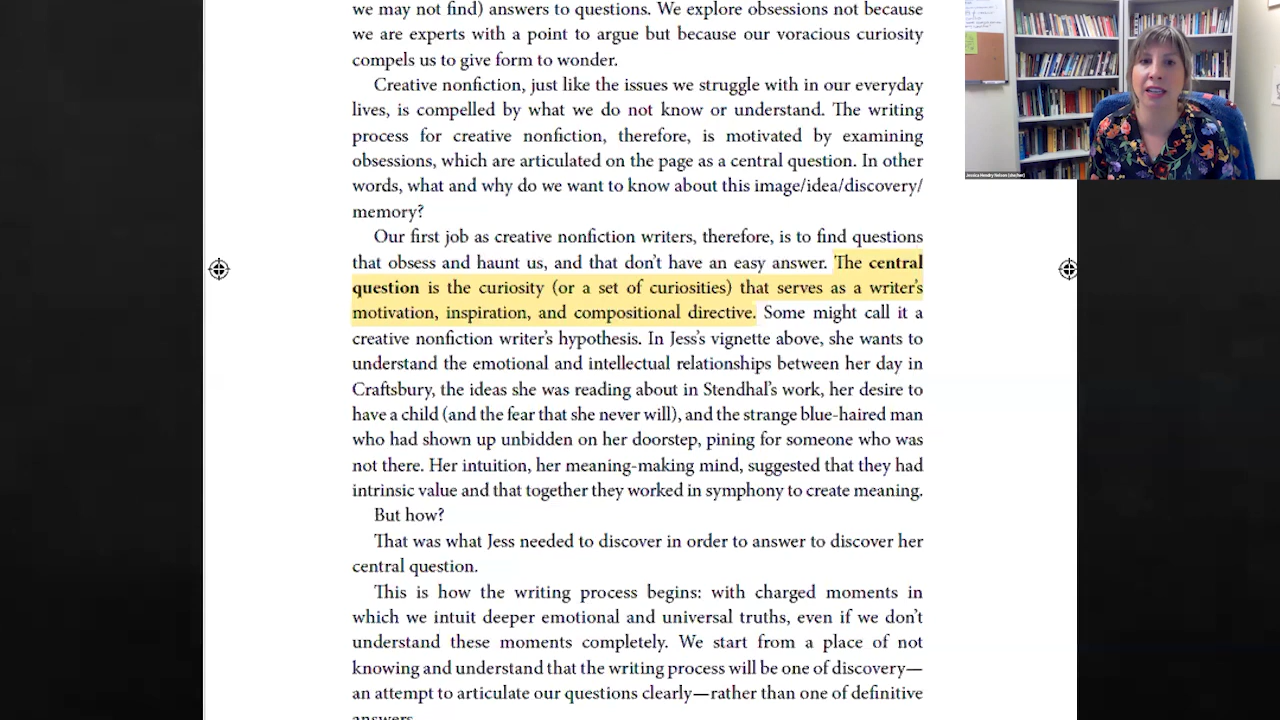 we may not find) answers to questions. We explore obsessions not because
we are experts with a point to argue but because our voracious curiosity
compels us to give form to wonder.
Creative nonfiction, just like the issues we struggle with in our everyday
lives, is compelled by what we do not know or understand. The writing
process for creative nonfiction, therefore, is motivated by examining
obsessions, which are articulated on the page as a central question. In other
words, what and why do we want to know about this image/idea/discovery/
memory?
Our first job as creative nonfiction writers, therefore, is to find questions
that obsess and haunt us, and that don't have an easy answer. The central
question is the curiosity (or a set of curiosities) that serves as a writer's
motivation, inspiration, and compositional directive. Some might call it a
creative nonfiction writer's hypothesis. In Jess's vignette above, she wants to
understand the emotional and intellectual relationships between her day in
Craftsbury, the ideas she was reading about in Stendhal's work, her desire to
have a child (and the fear that she never will), and the strange blue-haired man
who had shown up unbidden on her doorstep, pining for someone who was
not there. Her intuition, her meaning-making mind, suggested that they had
intrinsic value and that together they worked in symphony to create meaning.
But how?
That was what Jess needed to discover in order to answer to discover her
central question.
This is how the writing process begins: with charged moments in
which we intuit deeper emotional and universal truths, even if we don't
understand these moments completely. We start from a place of not
knowing and understand that the writing process will be one of discovery—
an attempt to articulate our questions clearly—rather than one of definitive
answers.
Jessica Hendry Nelson (she/her)